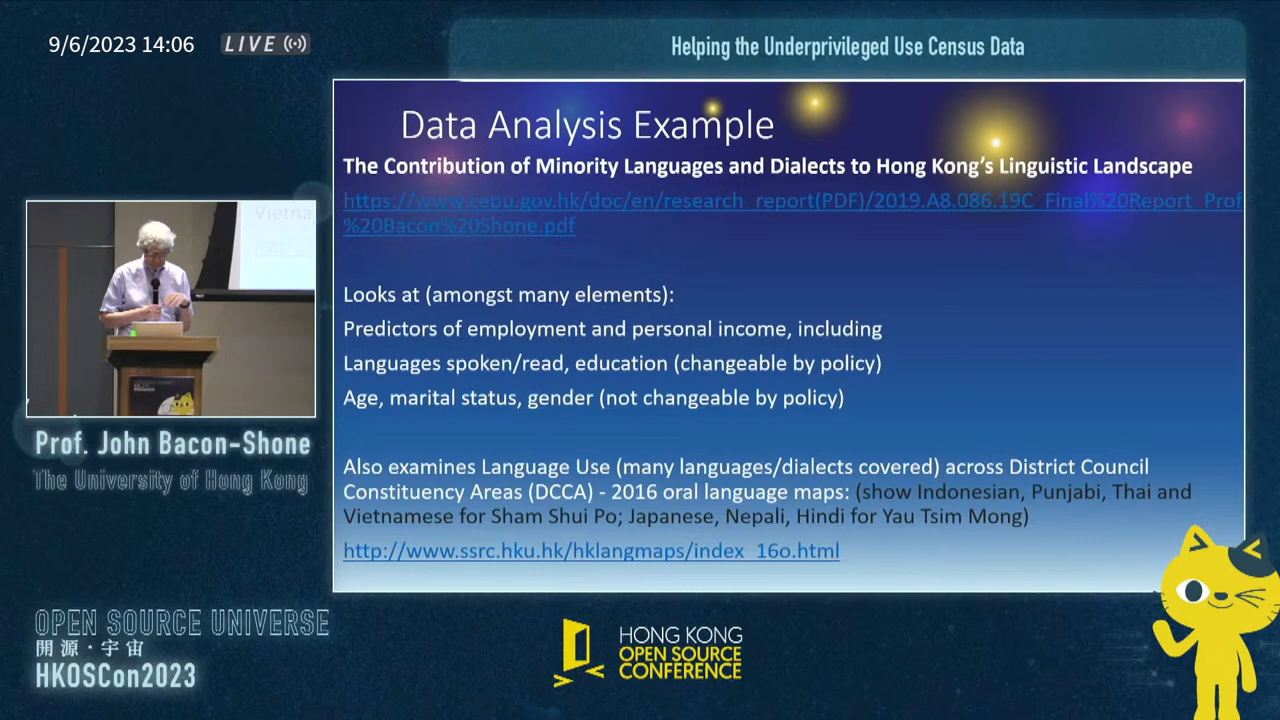 9/6/2023 14:06
LIVE
Helping the Underprivileged Use Census Data
Data Analysis Example
The Contribution of Minority Languages and Dialects to Hong Kong's Linguistic Landscape
https://www.cepu.gov.hk/doc/en/research_report(PDF)/2019.A8.086.19C_Final%20Report_Prof
%20Bacon%20Shone.pdf
Looks at (amongst many elements):
Predictors of employment and personal income, including
Languages spoken/read, education (changeable by policy)
Age, marital status, gender (not changeable by policy)
Also examines Language Use (many languages/dialects covered) across District Council
Constituency Areas (DCCA) - 2016 oral language maps: (show Indonesian, Punjabi, Thai and
Vietnamese for Sham Shui Po; Japanese, Nepali, Hindi for Yau Tsim Mong)
http://www.ssrc.hku.hk/hklangmaps/index_16o.html
Vietna
Prof. John Bacon-Shone
The University of Hong Kong
OPEN SOURCE UNIVERSE
開源·宇宙
HKOSCon2023
HONG KONG
OPEN SOURCE
CONFERENCE